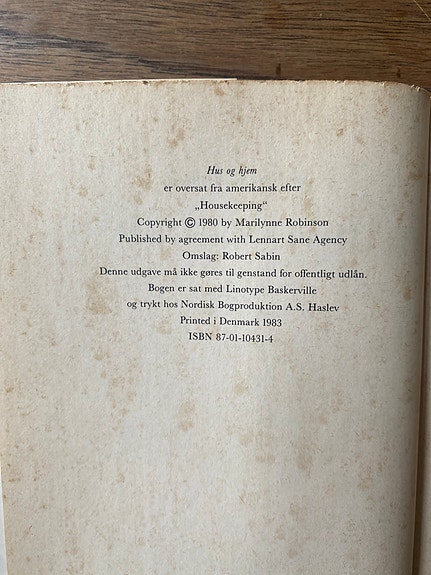 Hus og hjem
er oversat fra amerikansk efter
„Housekeeping“
Copyright © 1980 by Marilynne Robinson
Published by agreement with Lennart Sane Agency
Omslag: Robert Sabin
Denne udgave må ikke gøres til genstand for offentligt udlån.
Bogen er sat med Linotype Baskerville
og trykt hos Nordisk Bogproduktion A.S. Haslev
Printed i Denmark 1983
ISBN 87-01-10431-4